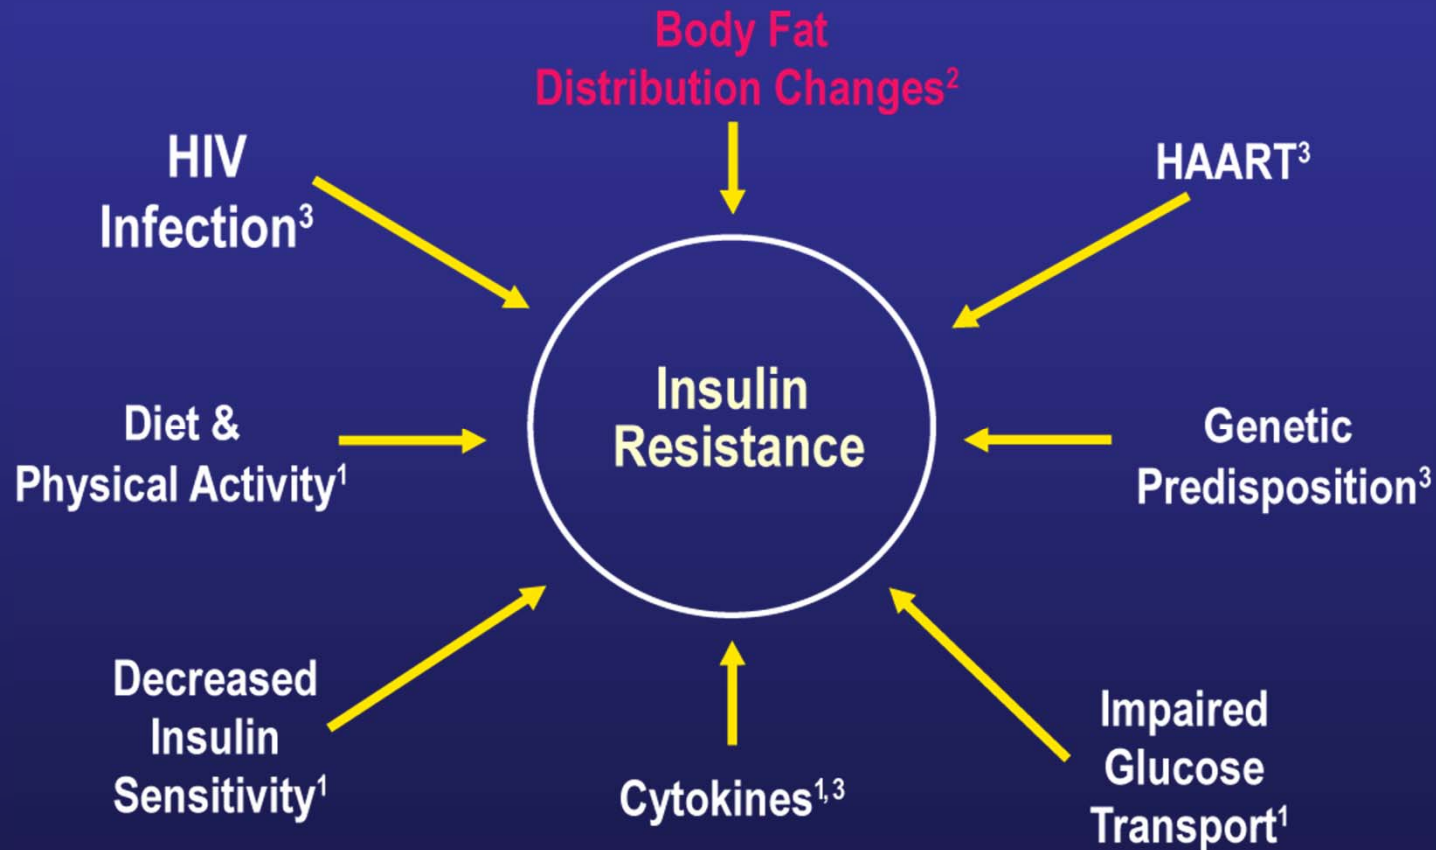 Body Fat
Distribution Changes²
HIV
Infection³
HAART³
Insulin
Resistance
Diet &
Physical Activity¹
Genetic
Predisposition³
Decreased
Insulin
Sensitivity¹
Cytokines¹,³
Impaired
Glucose
Transport¹